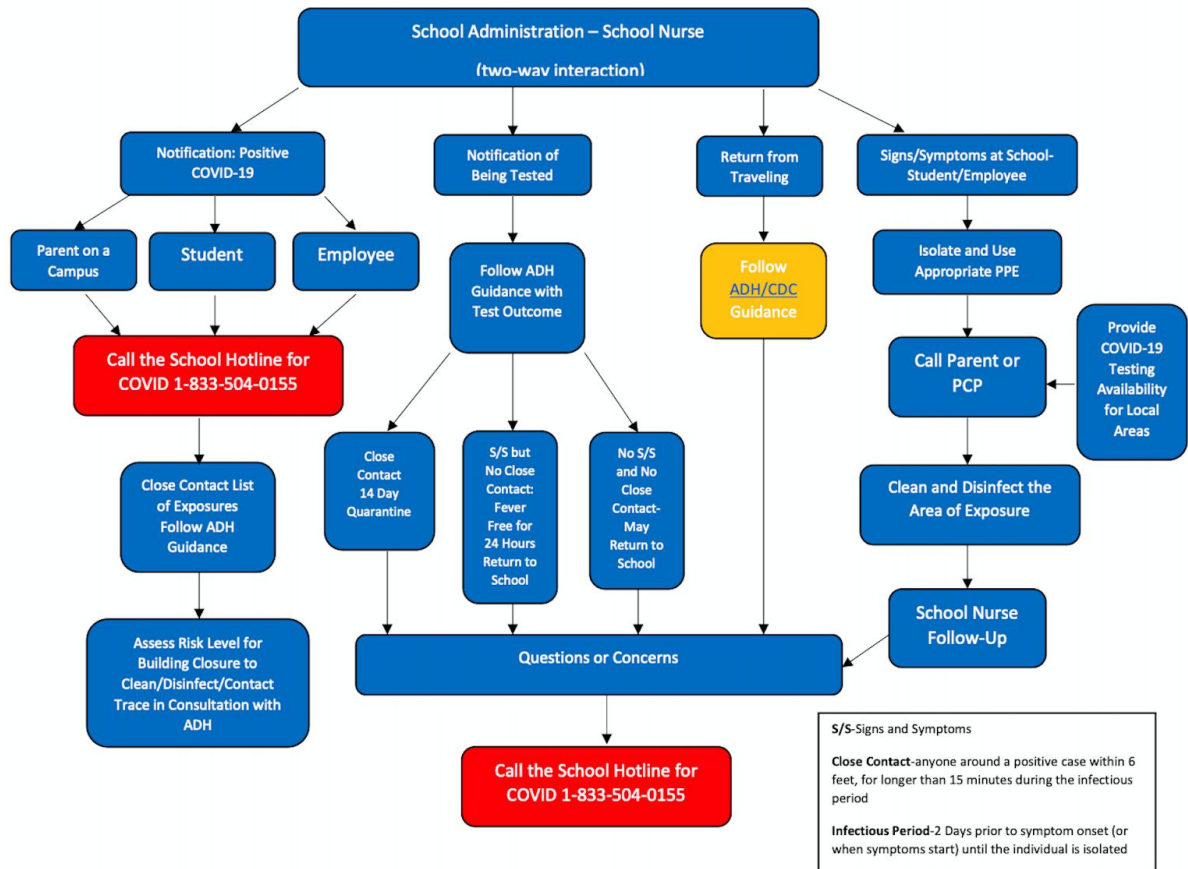 School Administration – School Nurse
(two-way interaction)
Notification: Positive
COVID-19
Notification of
Being Tested
Return from
Traveling
Signs/Symptoms at School-
Student/Employee
Parent on a
Campus
Student
Employee
Follow ADH
Guidance with
Test Outcome
Follow
ADH/CDC
Guidance
Isolate and Use
Appropriate PPE
Call the School Hotline for
COVID 1-833-504-0155
Call Parent or
PCP
Provide
COVID-19
Testing
Availability
for Local
Areas
Close Contact List
of Exposures
Follow ADH
Guidance
Close
Contact
14 Day
Quarantine
S/S but
No Close
Contact:
Fever
Free for
24 Hours
Return to
School
No S/S
and No
Close
Contact-
May
Return to
School
Clean and Disinfect the
Area of Exposure
School Nurse
Follow-Up
Assess Risk Level for
Building Closure to
Clean/Disinfect/Contact
Trace in Consultation with
ADH
Questions or Concerns
Call the School Hotline for
COVID 1-833-504-0155
S/S-Signs and Symptoms
Close Contact-anyone around a positive case within 6
feet, for longer than 15 minutes during the infectious
period
Infectious Period-2 Days prior to symptom onset (or
when symptoms start) until the individual is isolated